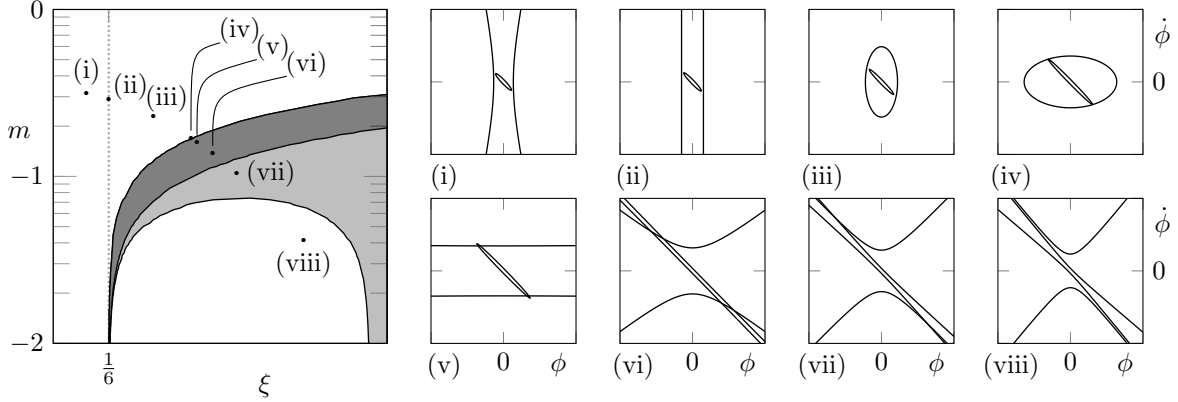 0
(iv)
(v)
(i)
(ii)
(iii)
(vi)
m
−1
(vii)
(viii)
−2
1/6
ξ
(i)
(ii)
(iii)
(iv)
ϕ̇
0
(v)
0
ϕ
(vi)
0
ϕ
(vii)
0
ϕ
(viii)
0
ϕ
ϕ̇
0